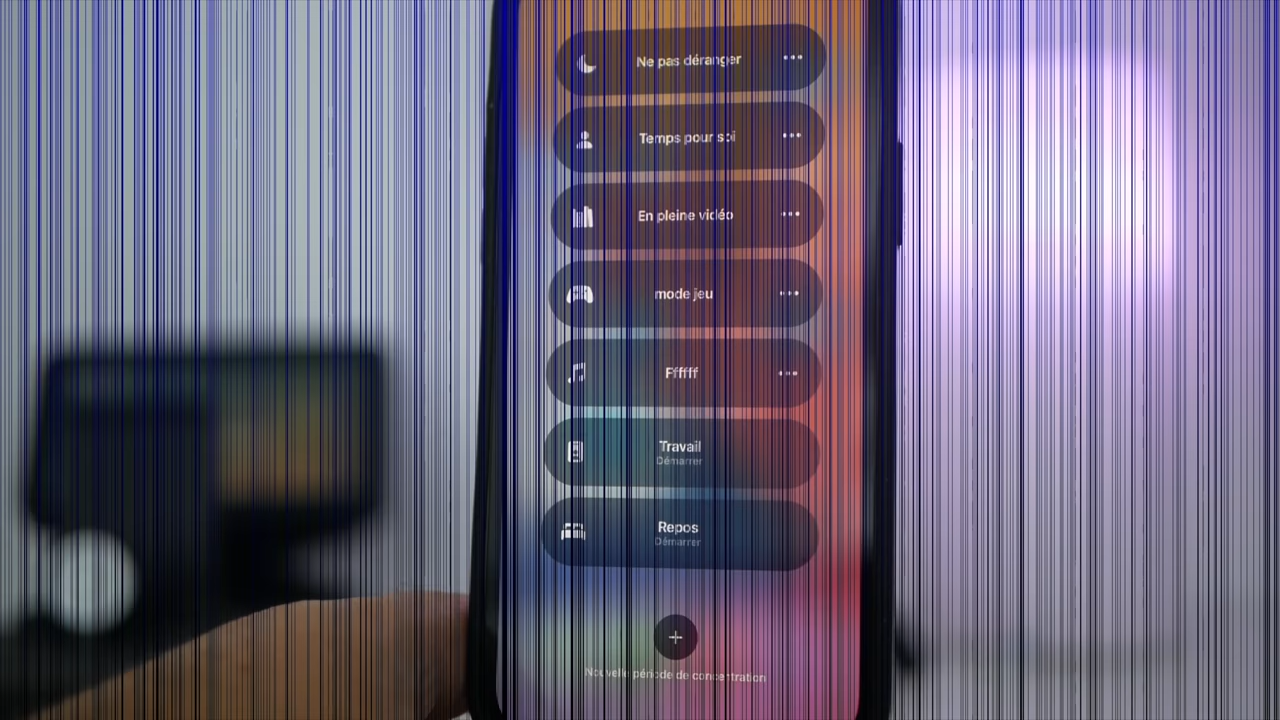 Ne pas déranger
Temps pour soi
En pleine vidéo
mode jeu
Ffffff
Travail
Démarrer
Repos
Démarrer
Nouvelle période de concentration